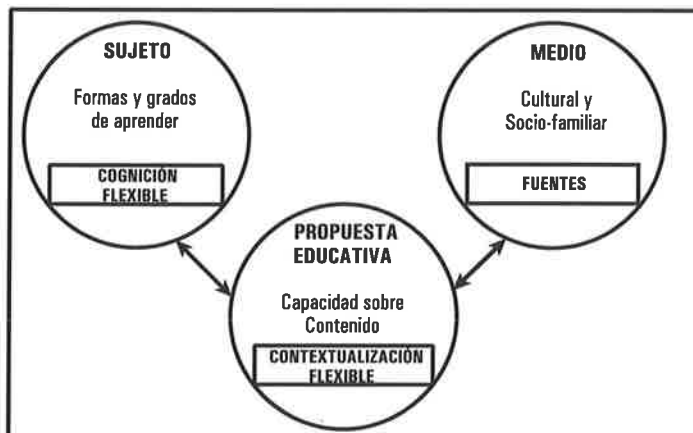 SUJETO
Formas y grados
de aprender
COGNICIÓN
FLEXIBLE
MEDIO
Cultural y
Socio-familiar
FUENTES
PROPUESTA
EDUCATIVA
Capacidad sobre
Contenido
CONTEXTUALIZACIÓN
FLEXIBLE